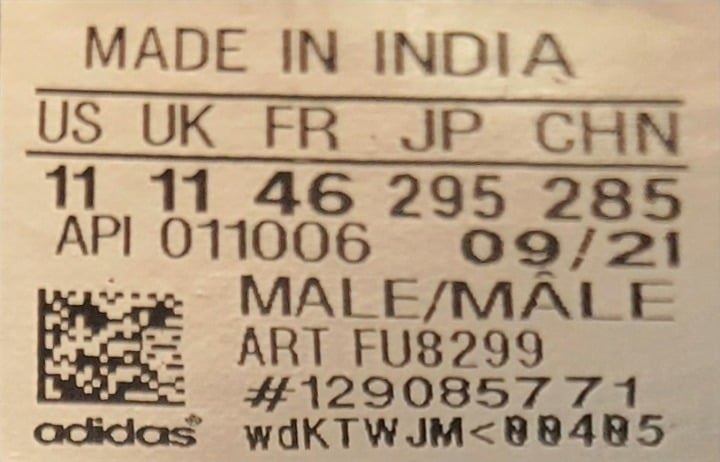 MADE IN INDIA
US UK FR JP CHN
11 11 46 295 285
API 011006 09/21
MALE/MÂLE
ART FU8299
#129085771
adidas® wdKTWJM<00405